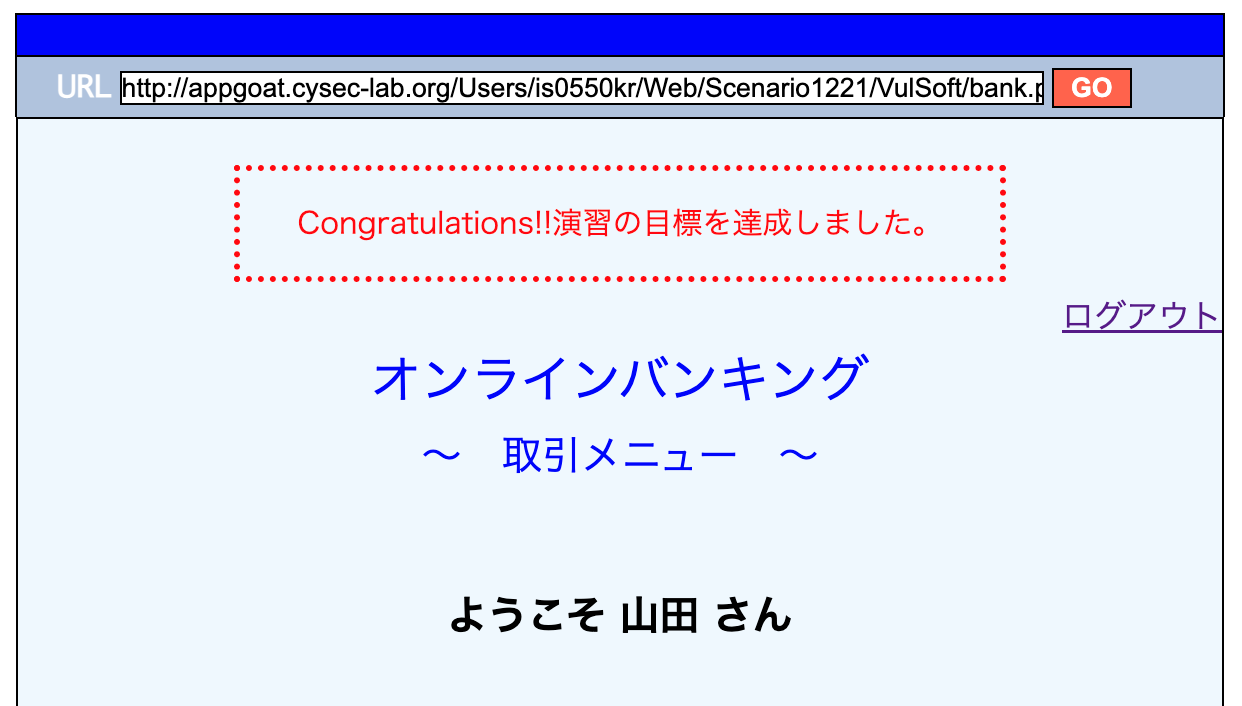 URL http://appgoat.cysec-lab.org/Users/is0550kr/Web/Scenario1221/VulSoft/bank.p GO
Congratulations!!演習の目標を達成しました。
ログアウト
オンラインバンキング
～　取引メニュー　～
ようこそ 山田 さん